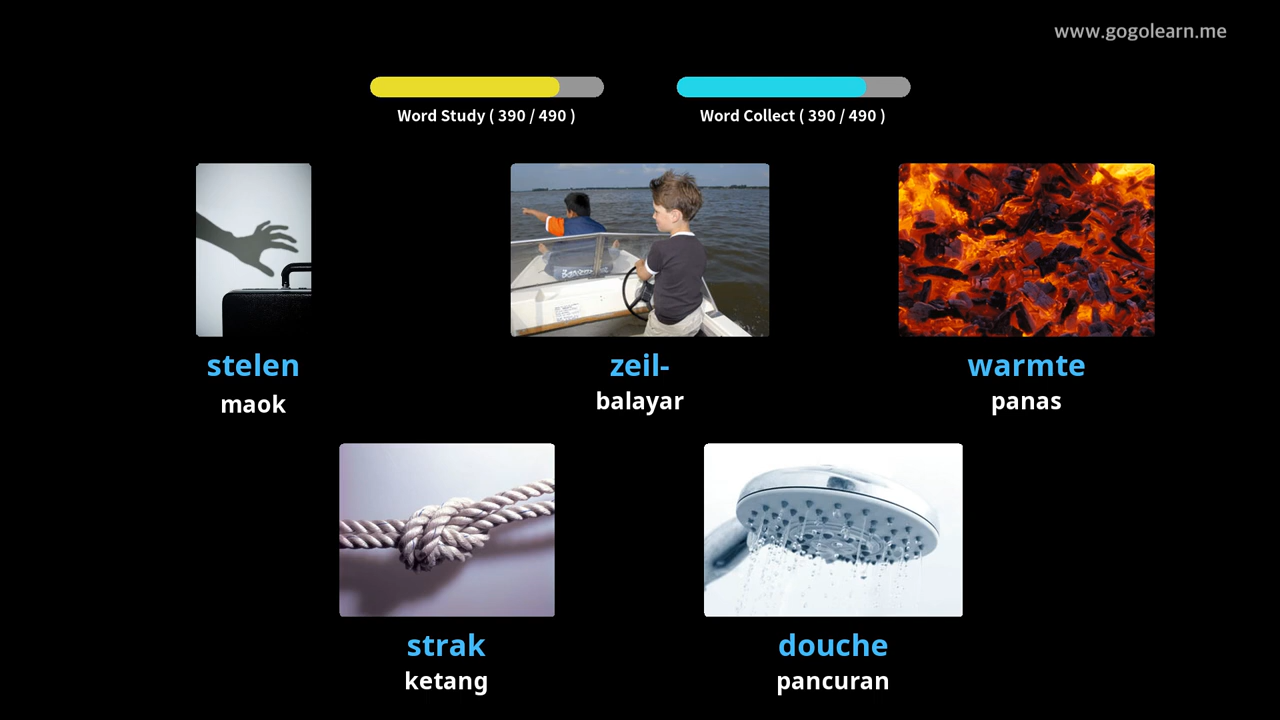 www.gogolearn.me
Word Study ( 390 / 490 )
Word Collect ( 390 / 490 )
stelen
maok
zeil-
balayar
warmte
panas
strak
ketang
douche
pancuran